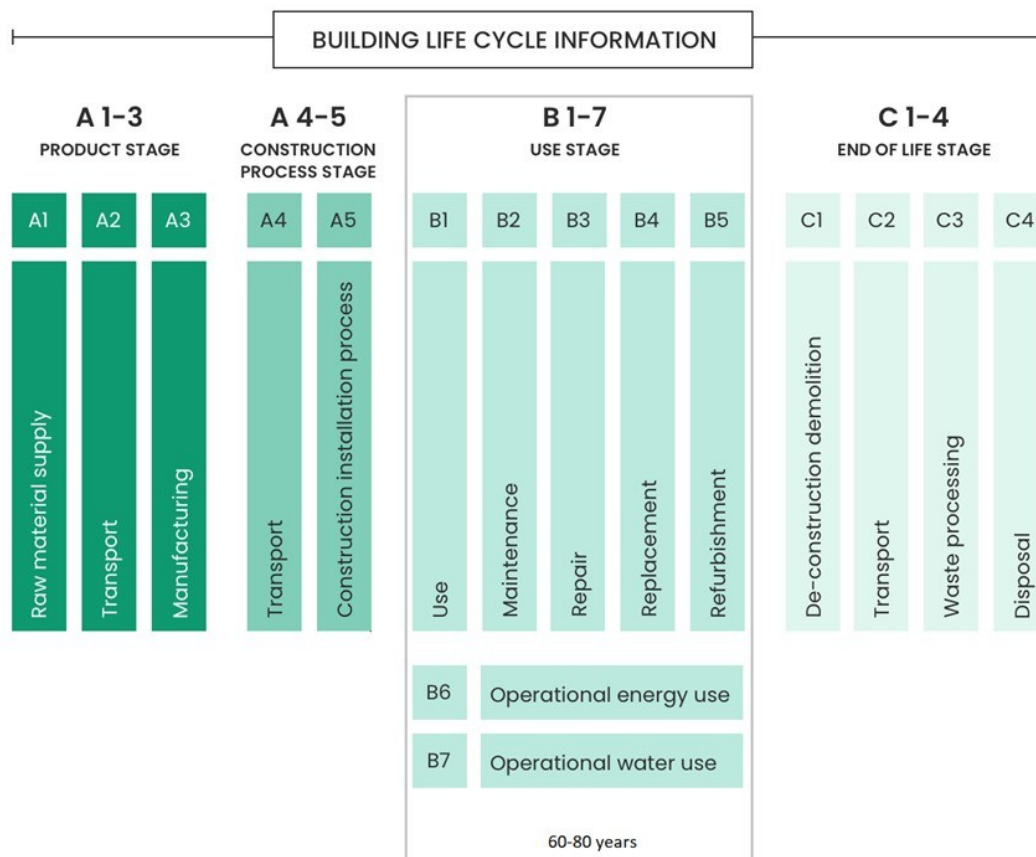 BUILDING LIFE CYCLE INFORMATION
A 1-3
PRODUCT STAGE
A1
A2
A3
Raw material supply
Transport
Manufacturing
A 4-5
CONSTRUCTION
PROCESS STAGE
A4
A5
Transport
Construction installation process
B 1-7
USE STAGE
B1
B2
B3
B4
B5
Use
Maintenance
Repair
Replacement
Refurbishment
B6
Operational energy use
B7
Operational water use
60-80 years
C 1-4
END OF LIFE STAGE
C1
C2
C3
C4
De-construction demolition
Transport
Waste processing
Disposal